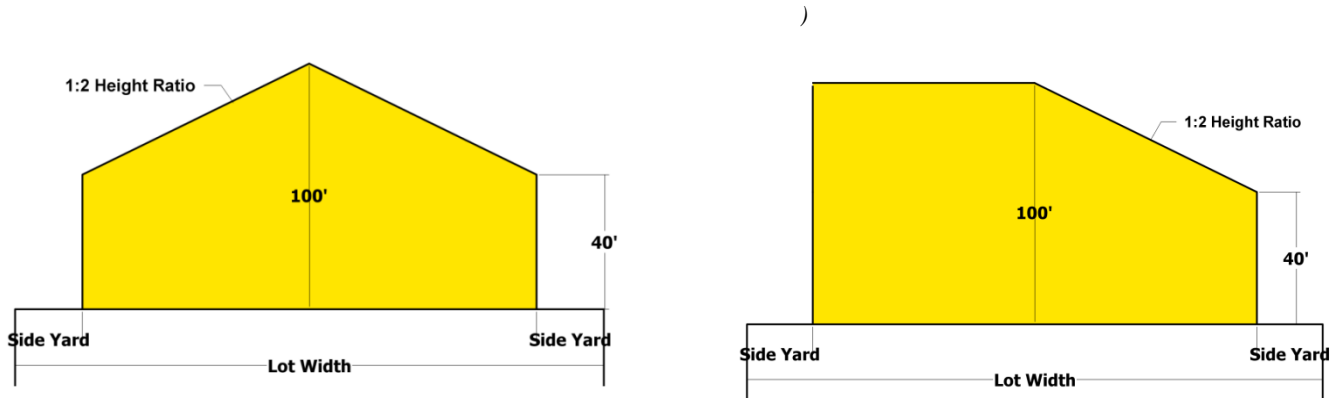 )
1:2 Height Ratio
100'
40'
Side Yard
Side Yard
Lot Width
1:2 Height Ratio
100'
40'
Side Yard
Side Yard
Lot Width